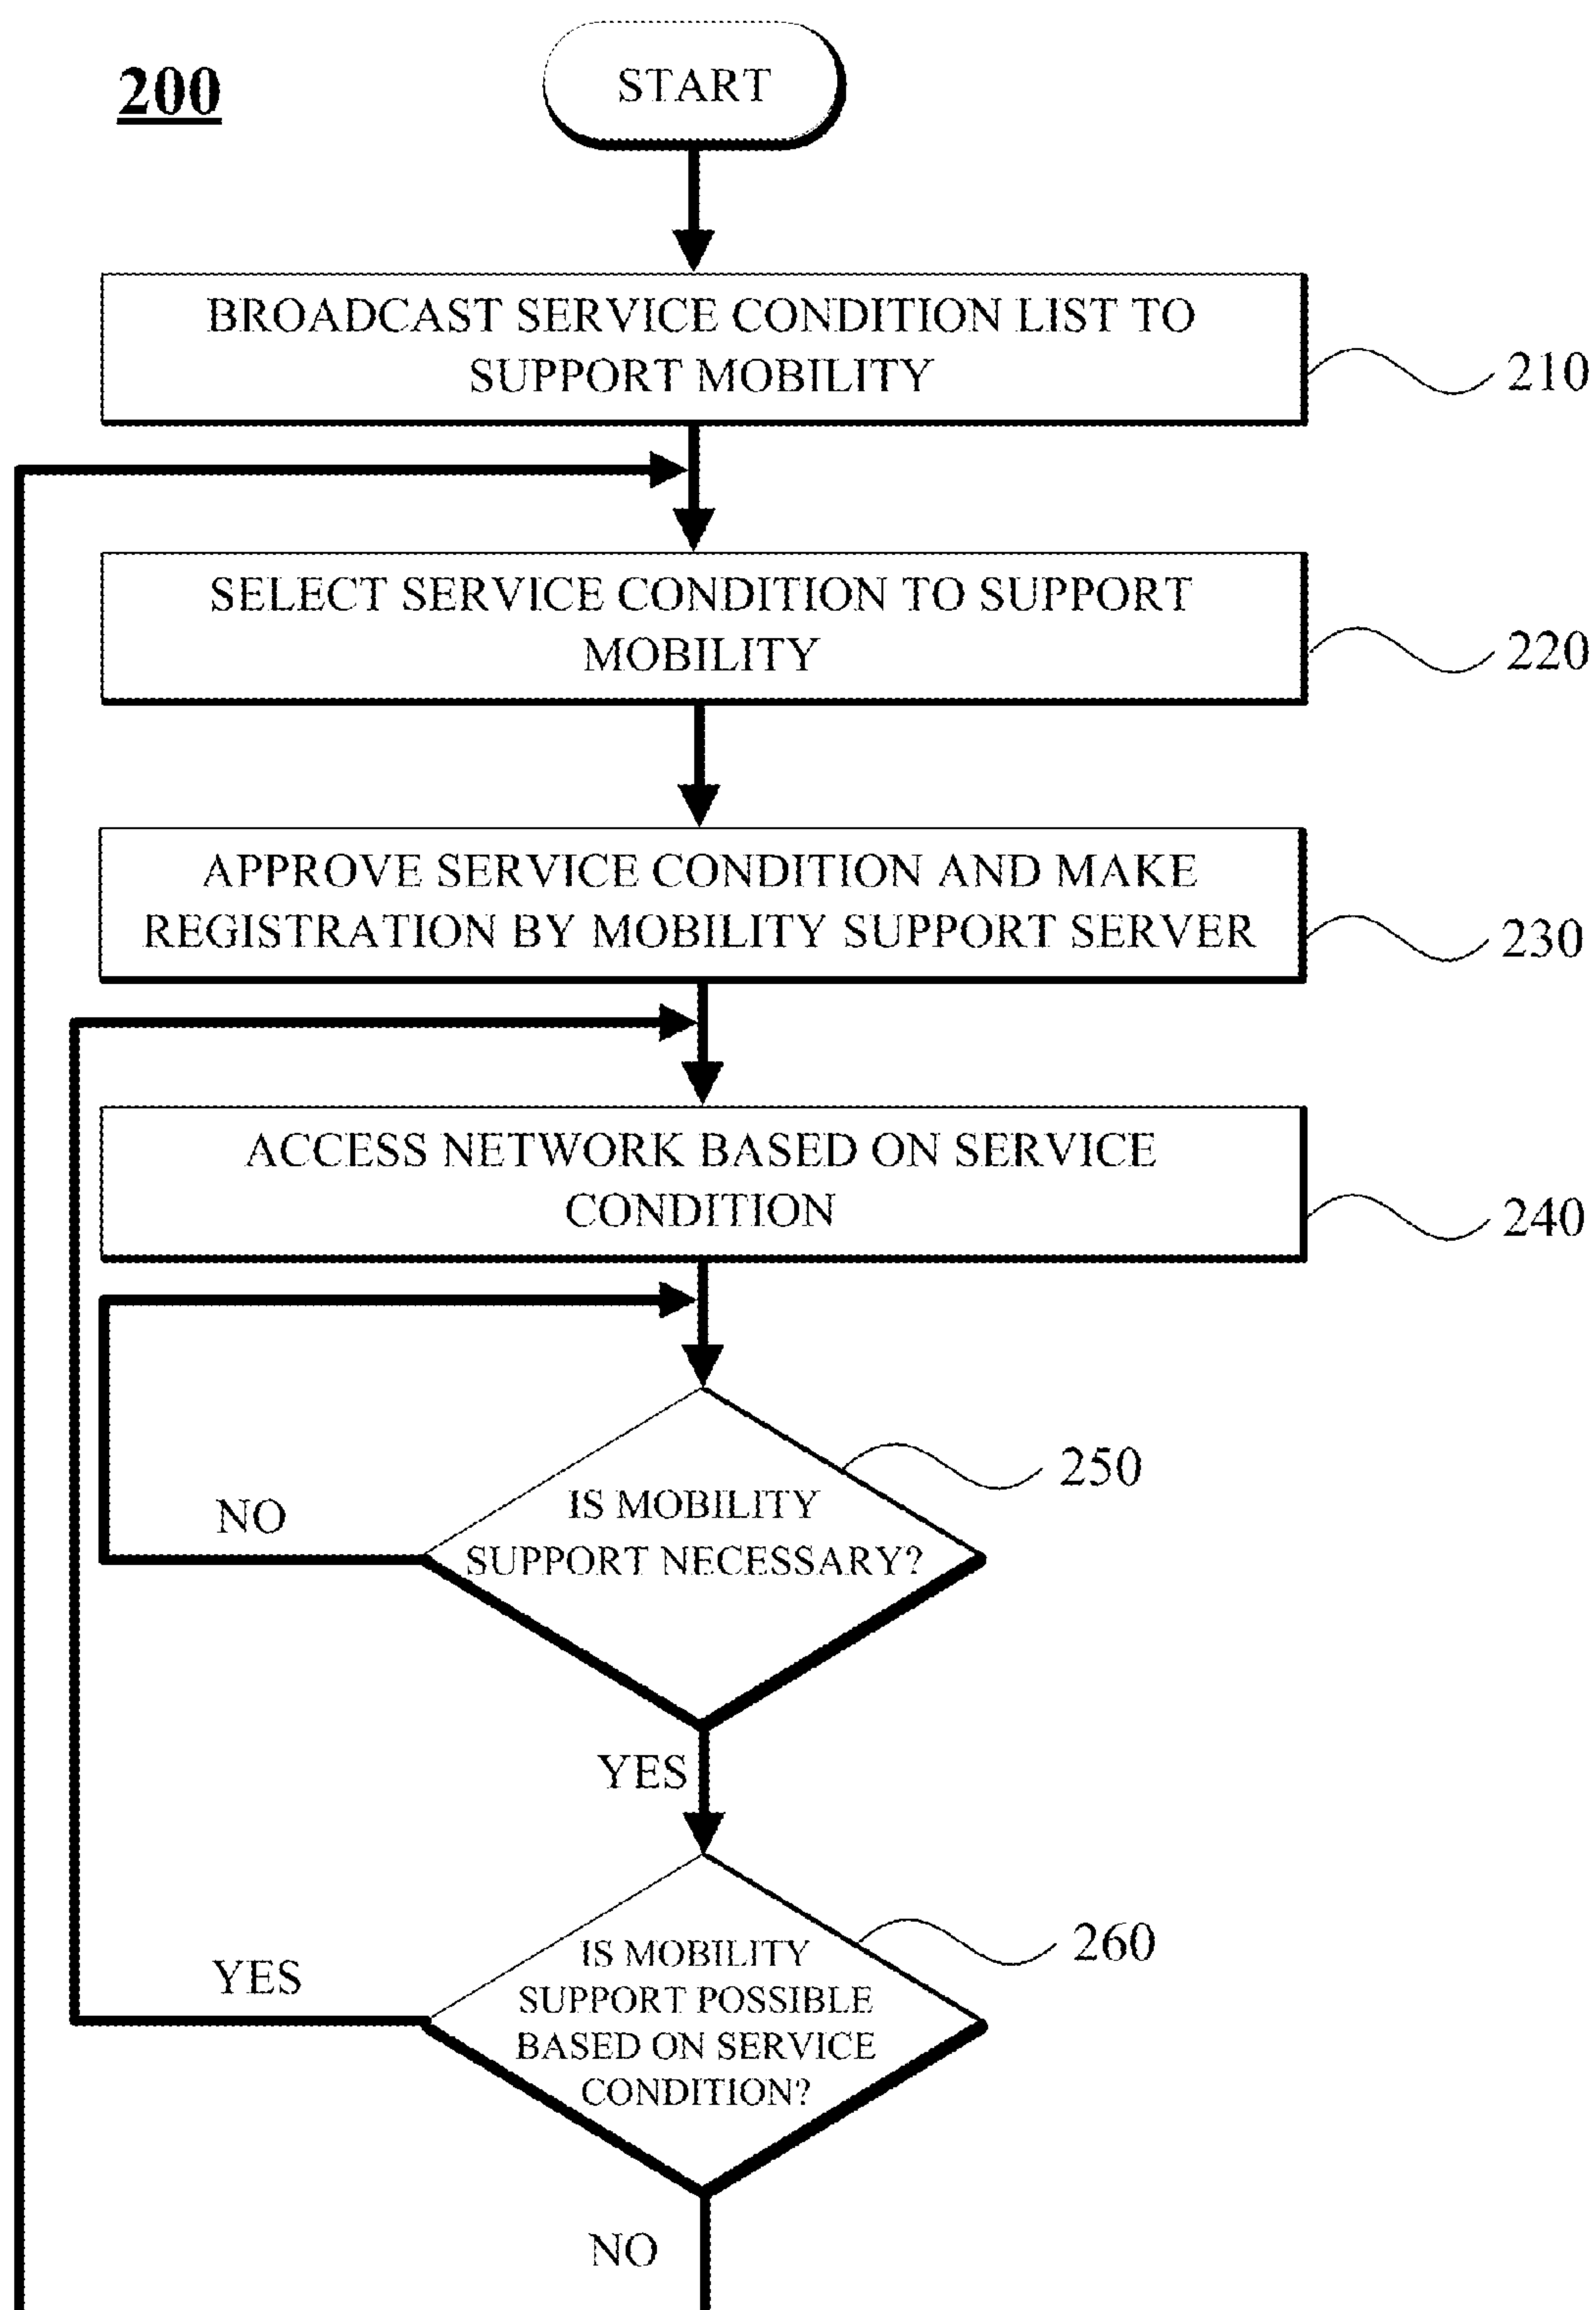 200
START
BROADCAST SERVICE CONDITION LIST TO
SUPPORT MOBILITY
210
SELECT SERVICE CONDITION TO SUPPORT
MOBILITY
220
APPROVE SERVICE CONDITION AND MAKE
REGISTRATION BY MOBILITY SUPPORT SERVER
230
ACCESS NETWORK BASED ON SERVICE
CONDITION
240
250
IS MOBILITY
SUPPORT NECESSARY?
NO
YES
260
IS MOBILITY
SUPPORT POSSIBLE
BASED ON SERVICE
CONDITION?
YES
NO